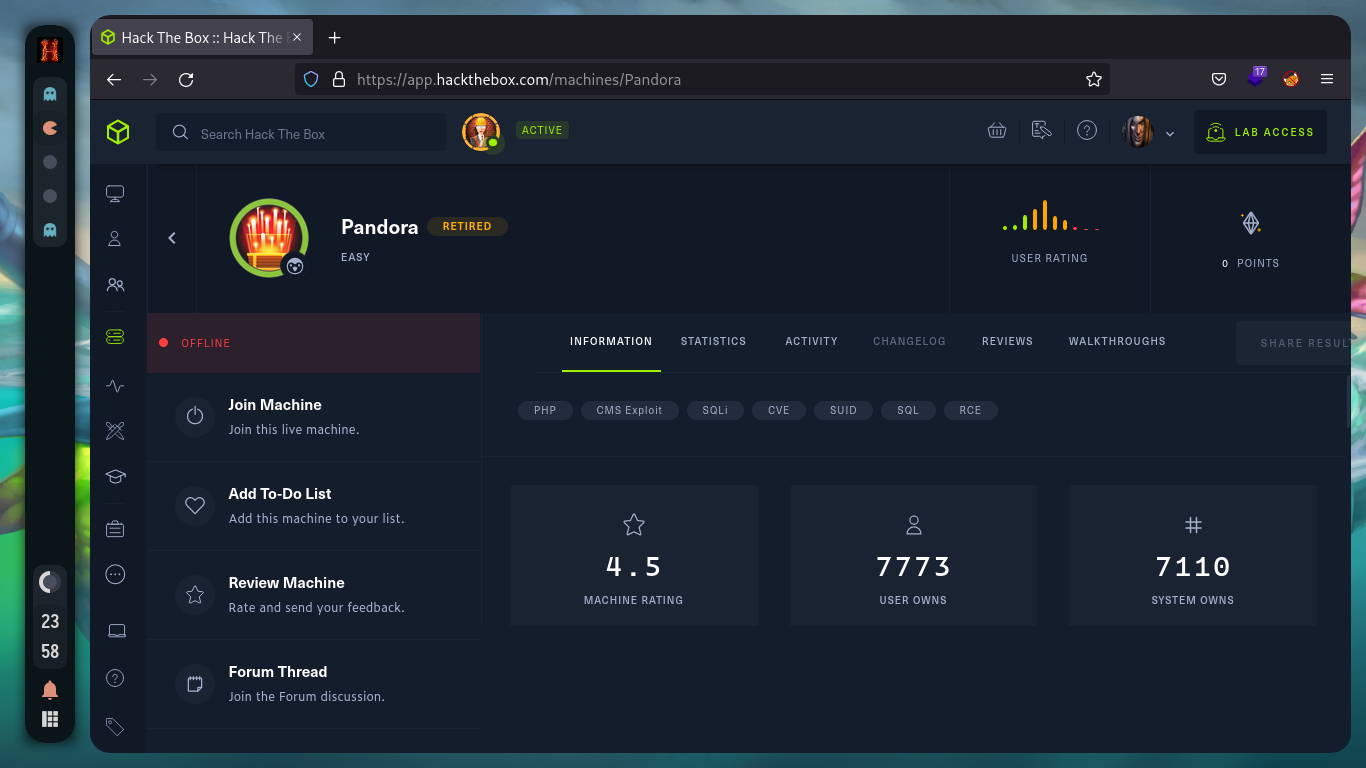 Hack The Box :: Hack The
https://app.hackthebox.com/machines/Pandora
17
Search Hack The Box
ACTIVE
LAB ACCESS
Pandora
RETIRED
EASY
USER RATING
0 POINTS
OFFLINE
INFORMATION
STATISTICS
ACTIVITY
CHANGELOG
REVIEWS
WALKTHROUGHS
SHARE RESULT
Join Machine
Join this live machine.
PHP
CMS Exploit
SQLi
CVE
SUID
SQL
RCE
Add To-Do List
Add this machine to your list.
4.5
MACHINE RATING
7773
USER OWNS
7110
SYSTEM OWNS
Review Machine
Rate and send your feedback.
Forum Thread
Join the Forum discussion.
23
58